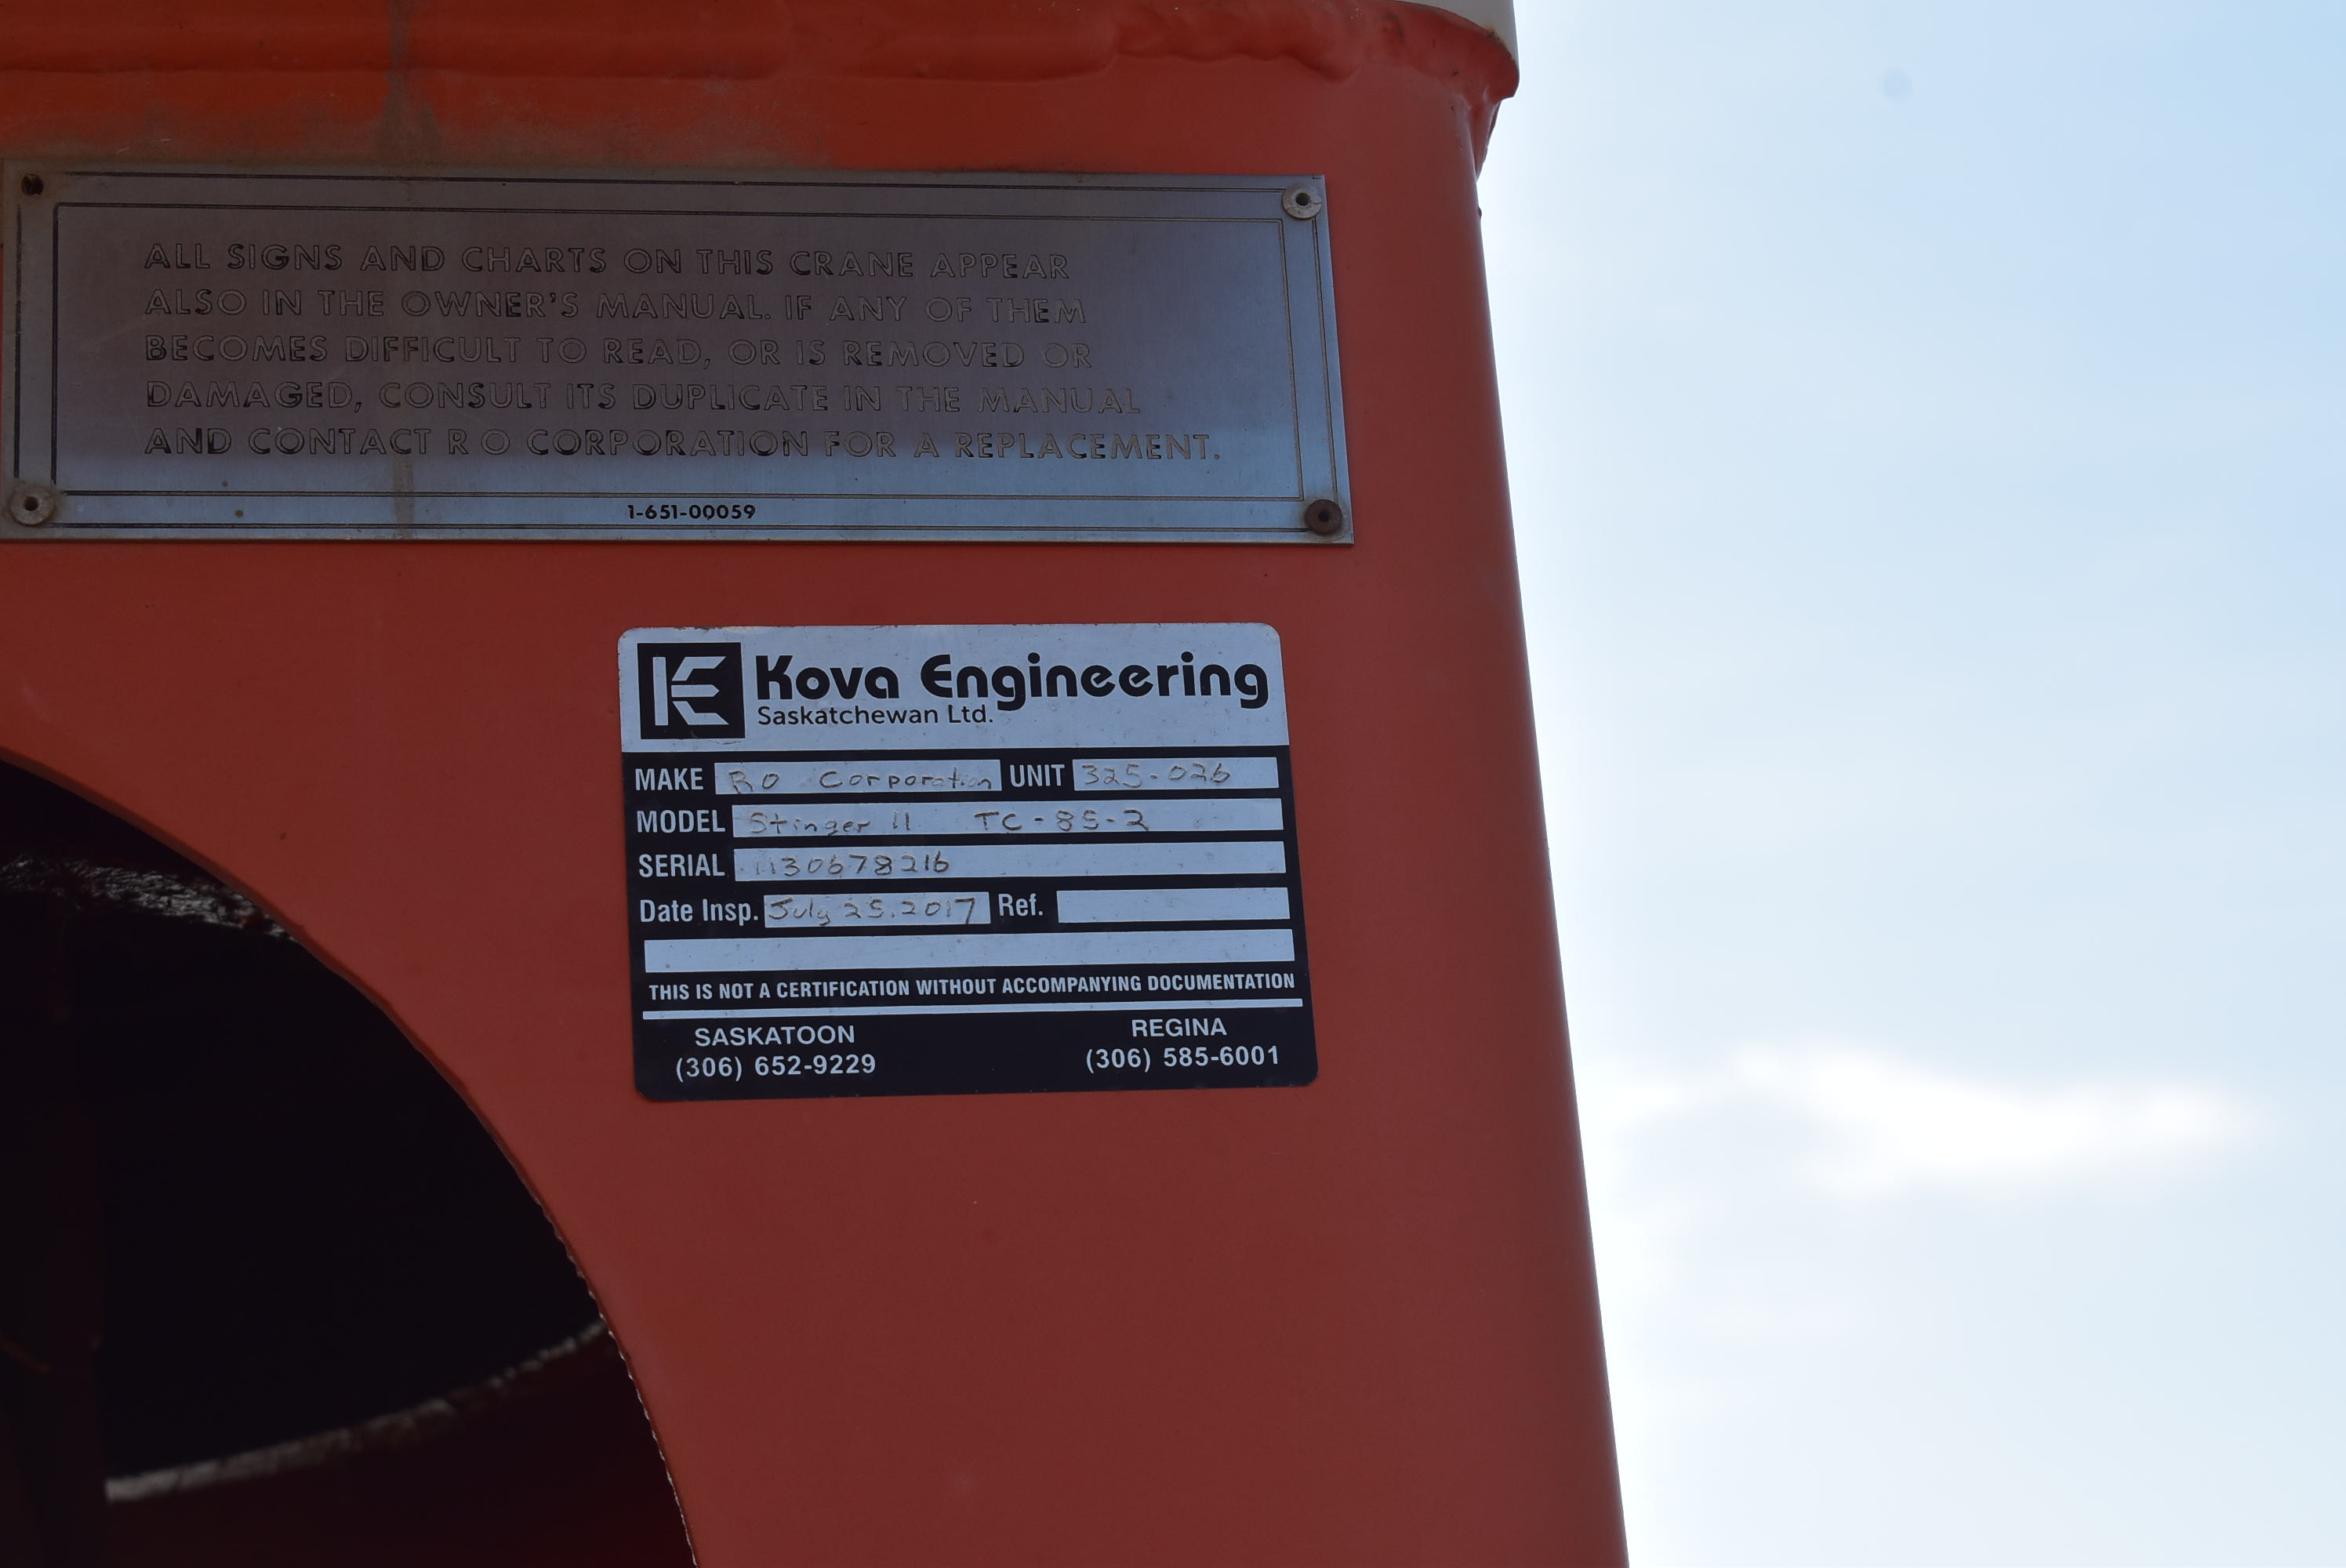 ALL SIGNS AND CHARTS ON THIS CRANE APPEAR
ALSO IN THE OWNER'S MANUAL. IF ANY OF THEM
BECOMES DIFFICULT TO READ, OR IS REMOVED OR
DAMAGED, CONSULT ITS DUPLICATE IN THE MANUAL
AND CONTACT R O CORPORATION FOR A REPLACEMENT.
1-651-00059
KE Kova Engineering
Saskatchewan Ltd.
MAKE RO Corporation UNIT 325-026
MODEL Stinger II TC-85-2
SERIAL 1130678216
Date Insp. July 25, 2017 Ref.
THIS IS NOT A CERTIFICATION WITHOUT ACCOMPANYING DOCUMENTATION
SASKATOON REGINA
(306) 652-9229 (306) 585-6001